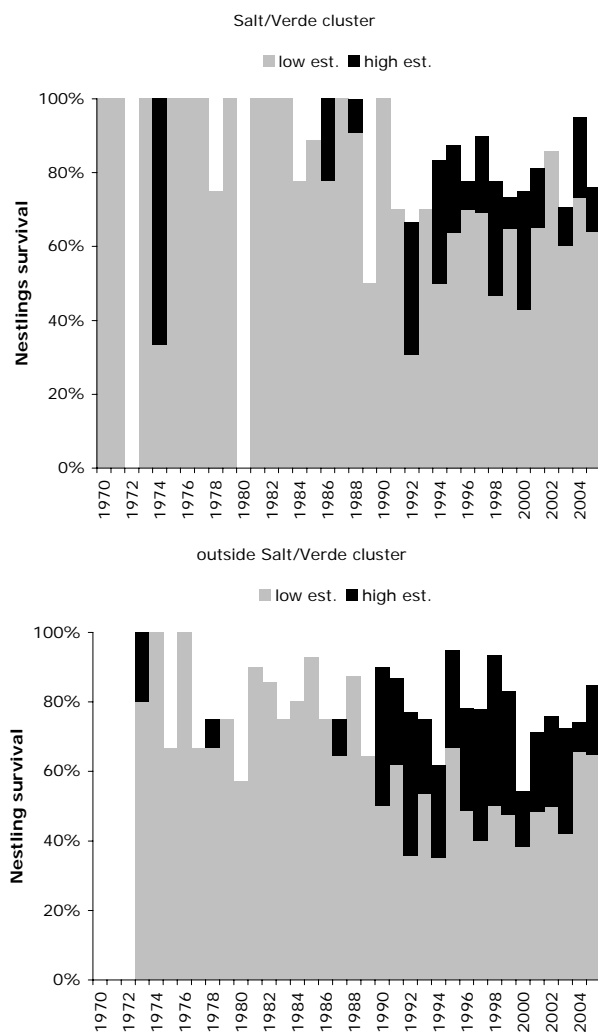 Salt/Verde cluster
low est. high est.
Nestlings survival
100%
80%
60%
40%
20%
0%
1970 1972 1974 1976 1978 1980 1982 1984 1986 1988 1990 1992 1994 1996 1998 2000 2002 2004
outside Salt/Verde cluster
low est. high est.
Nestling survival
100%
80%
60%
40%
20%
0%
1970 1972 1974 1976 1978 1980 1982 1984 1986 1988 1990 1992 1994 1996 1998 2000 2002 2004